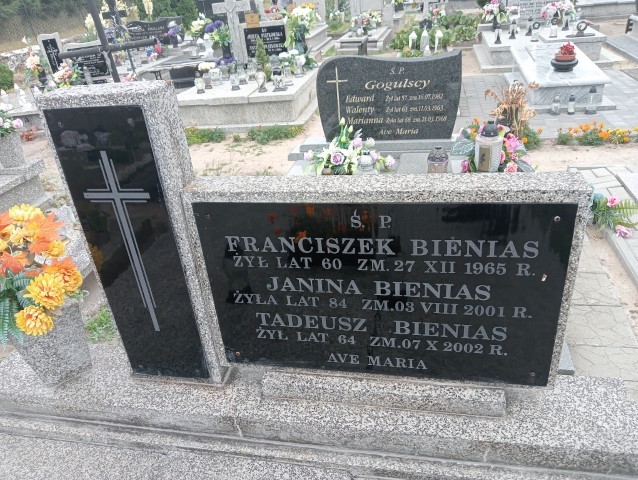 Ś. P.
FRANCISZEK BIENIAS
ŻYŁ LAT 60 ZM. 27 XII 1965 R.
JANINA BIENIAS
ŻYŁA LAT 84 ZM. 03 VIII 2001 R.
TADEUSZ BIENIAS
ŻYŁ LAT 64 ZM. 07 X 2002 R.
AVE MARIA
Ś.P.
Gogulscy
Edward
Walenty
Marianna
Ave Maria